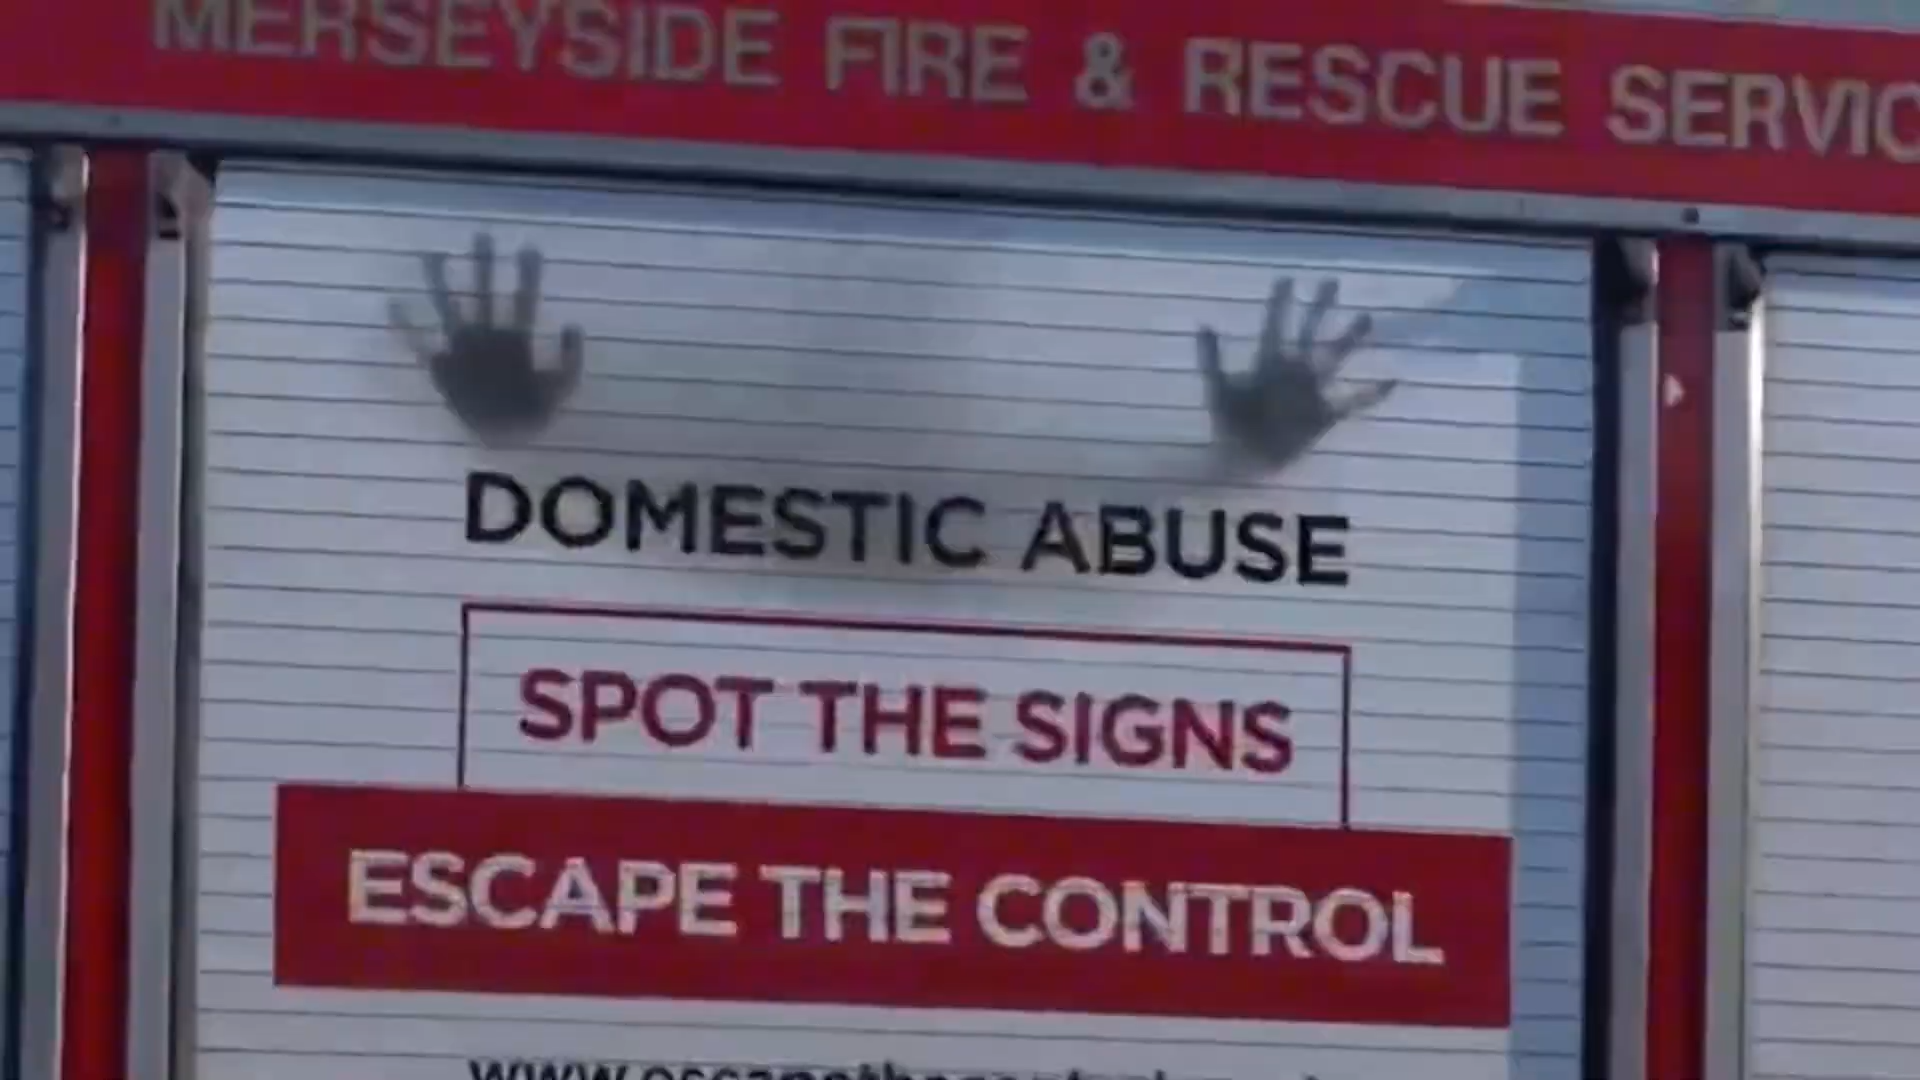 MERSEYSIDE FIRE & RESCUE SERVIC
DOMESTIC ABUSE
SPOT THE SIGNS
ESCAPE THE CONTROL